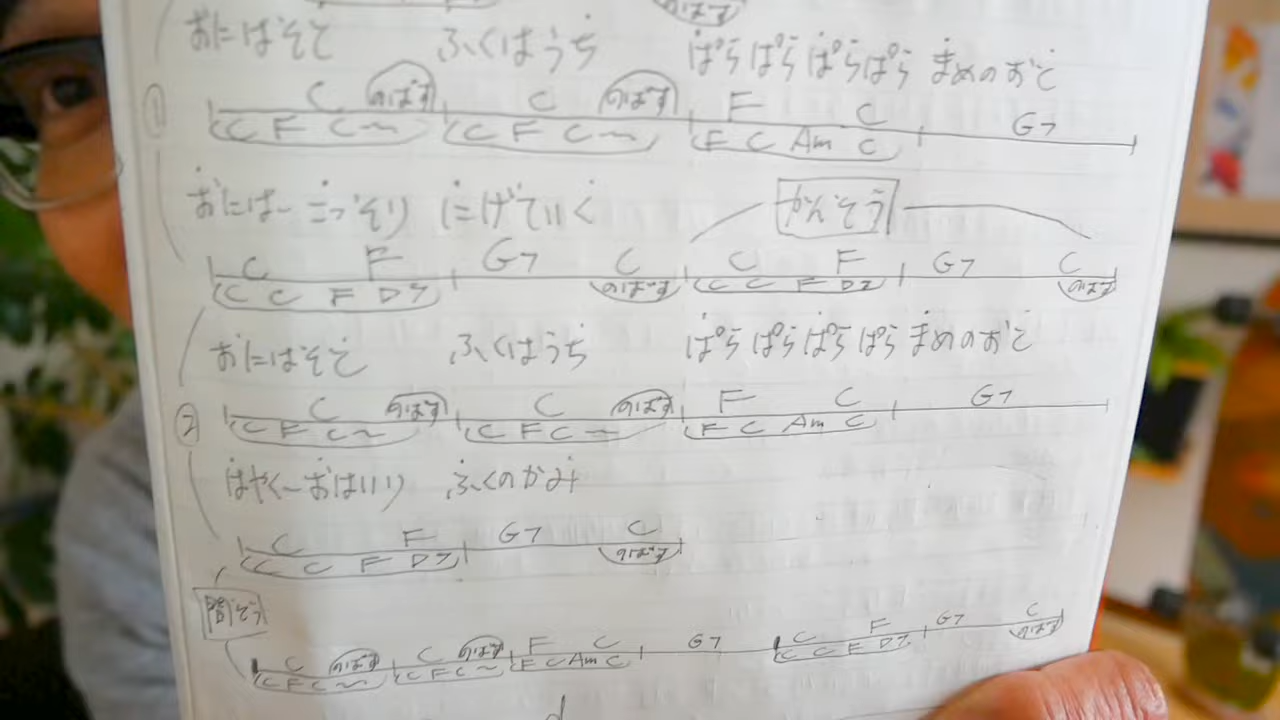 のばす
おにはそと ふくはうち ぱらぱらぱらぱら まめのおと
① C のばす C のばす F C G7
C F C〜 C F C〜 F C Am C
おにはー こっそり にげていく かんそう
C F G7 C C F G7 C
C C F D7 のばす C C F D7 のばす
おにはそと ふくはうち ぱらぱらぱらぱら まめのおと
② C のばす C のばす F C G7
C F C〜 C F C〜 F C Am C
はやく〜おはいり ふくのかみ
C F G7 C
C C F D7 のばす
間そう
C のばす C のばす F C G7 C F G7 C
C F C〜 C F C〜 F C Am C C C F D7 のばす